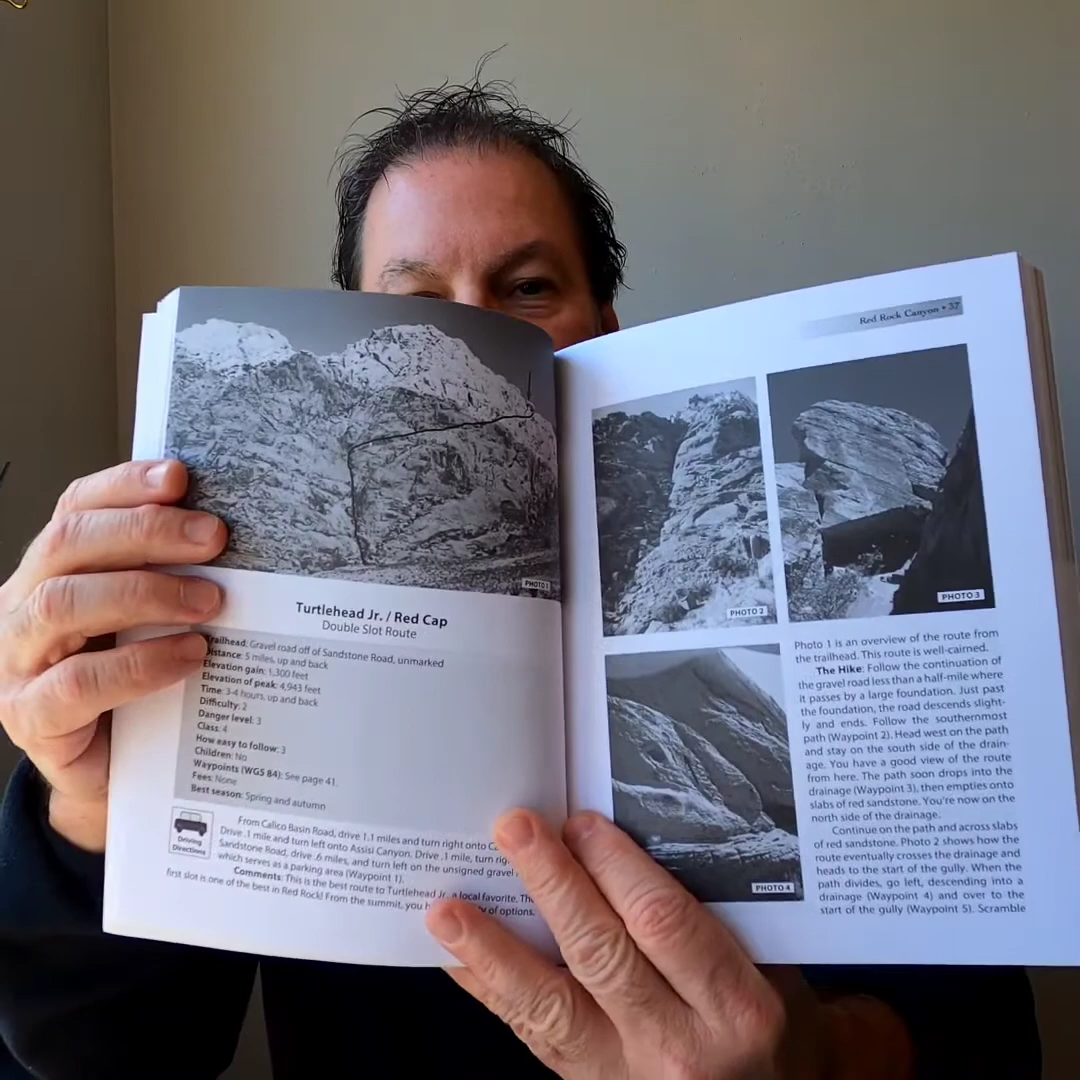 PHOTO 1
Turtlehead Jr. / Red Cap
Double Slot Route
Trailhead: Gravel road off of Sandstone Road, unmarked
Distance: 5 miles, up and back
Elevation gain: 1,300 feet
Elevation of peak: 4,943 feet
Time: 3-4 hours, up and back
Difficulty: 2
Danger level: 3
Class: 4
How easy to follow: 3
Children: No
Waypoints (WGS 84): See page 41.
Fees: None
Best season: Spring and autumn
Driving
Directions
From Calico Basin Road, drive 1.1 miles and turn right onto
Drive .1 mile and turn left onto Assisi Canyon. Drive .1 mile, turn
Sandstone Road, drive .6 miles, and turn left on the unsigned gravel
which serves as a parking area (Waypoint 1).
Comments: This is the best route to Turtlehead Jr., a local favorite.
first slot is one of the best in Red Rock! From the summit, you of options.
Red Rock Canyon • 37
PHOTO 2
PHOTO 3
PHOTO 4
Photo 1 is an overview of the route from
the trailhead. This route is well-cairned.
The Hike: Follow the continuation of
the gravel road less than a half-mile where
it passes by a large foundation. Just past
the foundation, the road descends slight-
ly and ends. Follow the southernmost
path (Waypoint 2). Head west on the path
and stay on the south side of the drain-
age. You have a good view of the route
from here. The path soon drops into the
drainage (Waypoint 3), then empties onto
slabs of red sandstone. You're now on the
north side of the drainage.
Continue on the path and across slabs
of red sandstone. Photo 2 shows how the
route eventually crosses the drainage and
heads to the start of the gully. When the
path divides, go left, descending into a
drainage (Waypoint 4) and over to the
start of the gully (Waypoint 5). Scramble